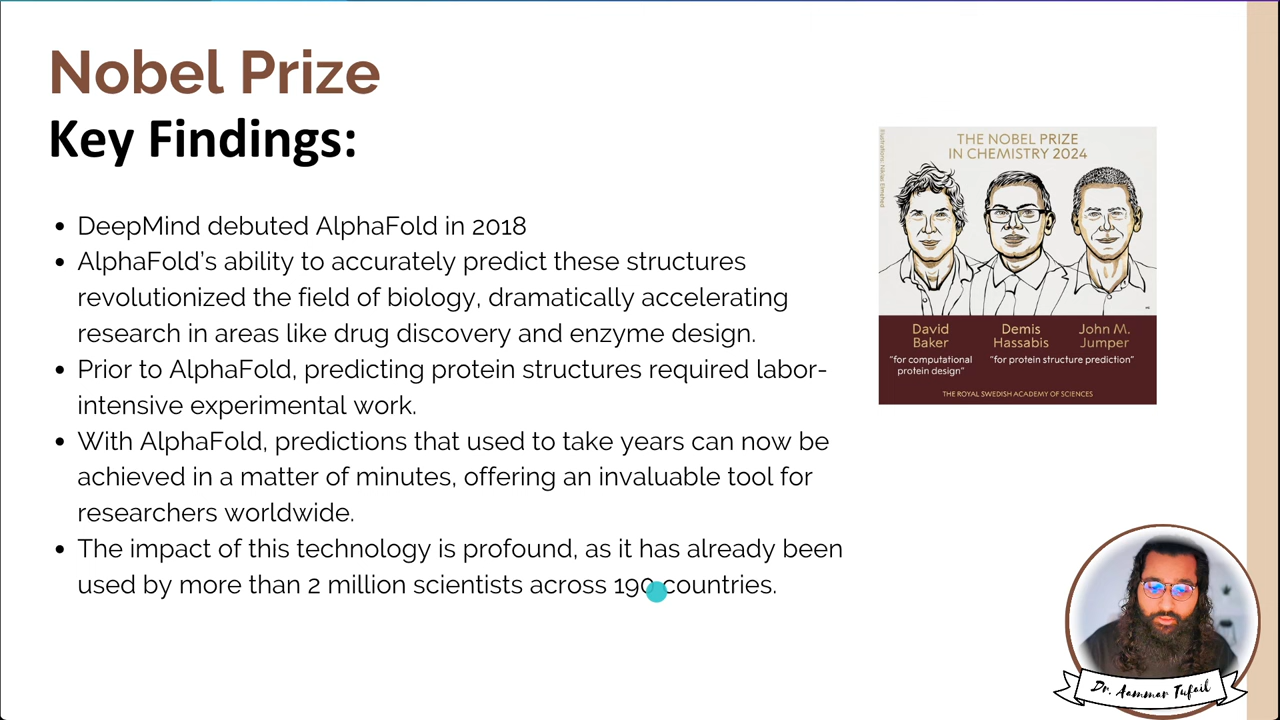 Nobel Prize
Key Findings:
• DeepMind debuted AlphaFold in 2018
• AlphaFold’s ability to accurately predict these structures
revolutionized the field of biology, dramatically accelerating
research in areas like drug discovery and enzyme design.
• Prior to AlphaFold, predicting protein structures required labor-
intensive experimental work.
• With AlphaFold, predictions that used to take years can now be
achieved in a matter of minutes, offering an invaluable tool for
researchers worldwide.
• The impact of this technology is profound, as it has already been
used by more than 2 million scientists across 190 countries.
THE NOBEL PRIZE
IN CHEMISTRY 2024
David
Baker
“for computational
protein design”
Demis
Hassabis
John M.
Jumper
“for protein structure prediction”
THE ROYAL SWEDISH ACADEMY OF SCIENCES
Dr. Aammar Tufail